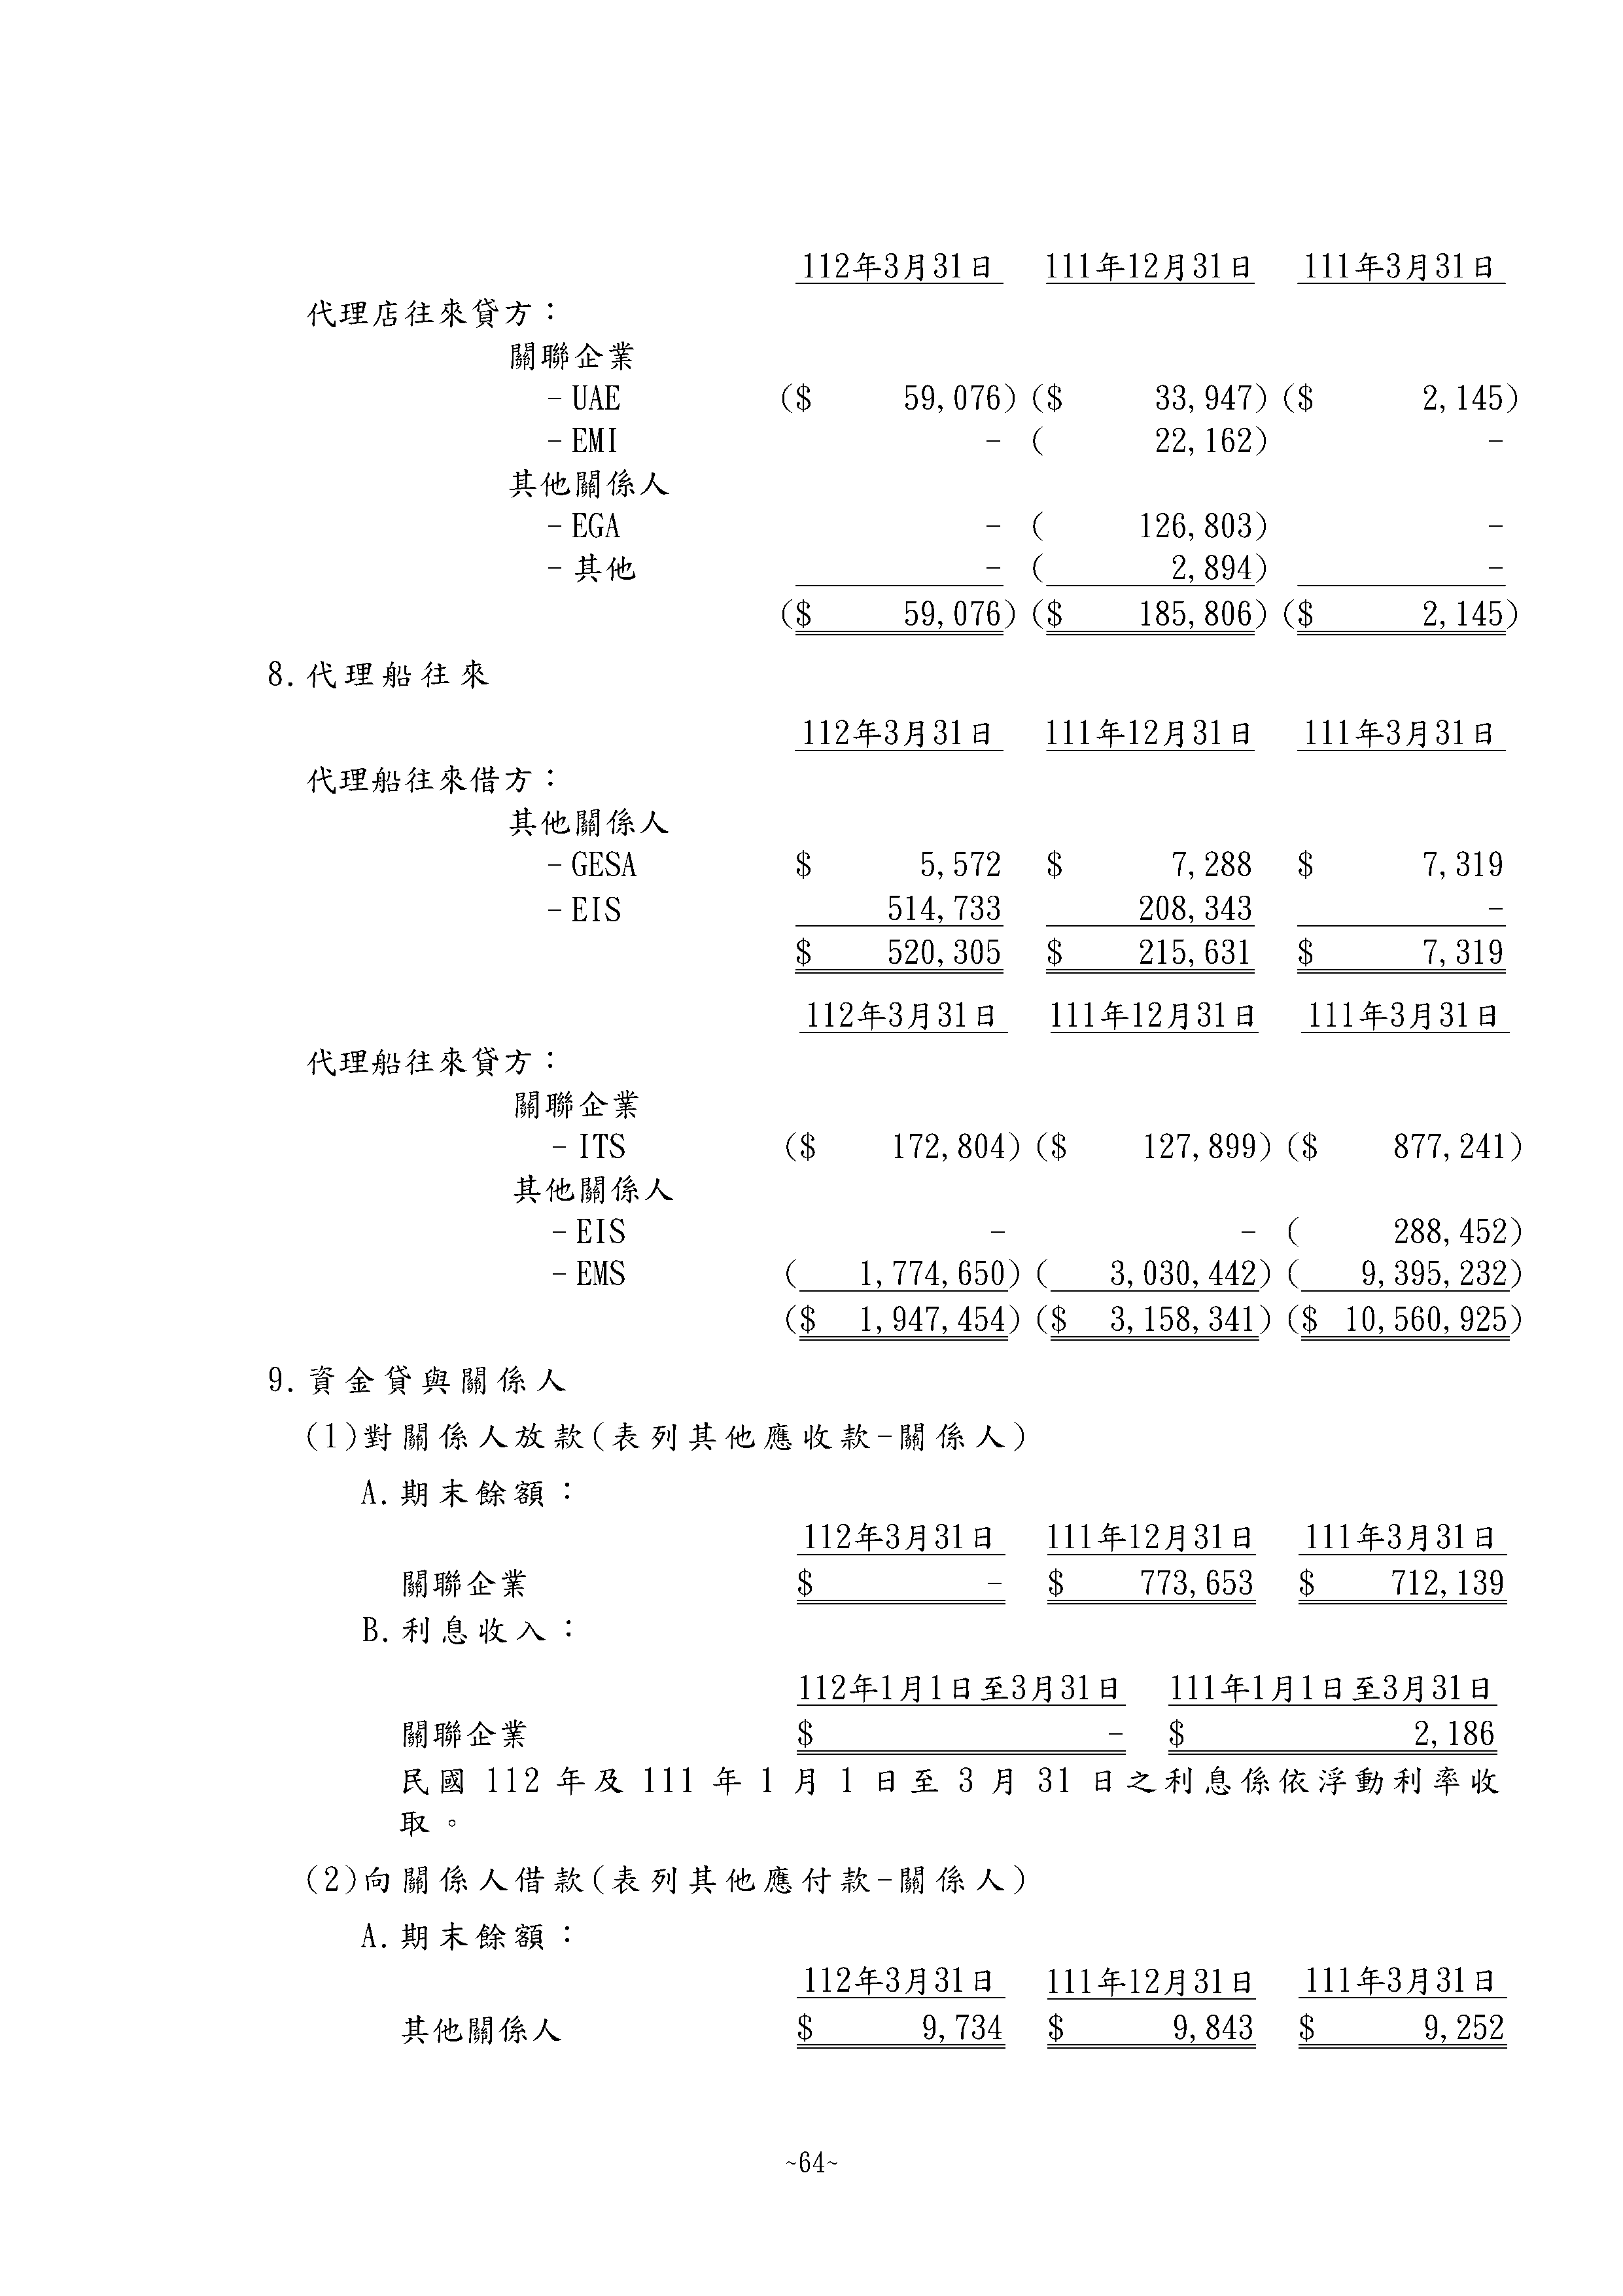 112年3月31日 111年12月31日 111年3月31日
代理店往來貸方：
關聯企業
－UAE ($ 59,076) ($ 33,947) ($ 2,145)
－EMI － ( 22,162) －
其他關係人
－EGA － ( 126,803) －
－其他 － ( 2,894) －
($ 59,076) ($ 185,806) ($ 2,145)
8.代理船往來
112年3月31日 111年12月31日 111年3月31日
代理船往來借方：
其他關係人
－GESA $ 5,572 $ 7,288 $ 7,319
－EIS 514,733 208,343 －
$ 520,305 $ 215,631 $ 7,319
112年3月31日 111年12月31日 111年3月31日
代理船往來貸方：
關聯企業
－ITS ($ 172,804) ($ 127,899) ($ 877,241)
其他關係人
－EIS － － ( 288,452)
－EMS ( 1,774,650) ( 3,030,442) ( 9,395,232)
($ 1,947,454) ($ 3,158,341) ($ 10,560,925)
9.資金貸與關係人
(1)對關係人放款(表列其他應收款-關係人)
A.期末餘額：
112年3月31日 111年12月31日 111年3月31日
關聯企業 $ － $ 773,653 $ 712,139
B.利息收入：
112年1月1日至3月31日 111年1月1日至3月31日
關聯企業 $ － $ 2,186
民國 112 年及 111 年 1 月 1 日至 3 月 31 日之利息係依浮動利率收
取。
(2)向關係人借款(表列其他應付款-關係人)
A.期末餘額：
112年3月31日 111年12月31日 111年3月31日
其他關係人 $ 9,734 $ 9,843 $ 9,252
~64~